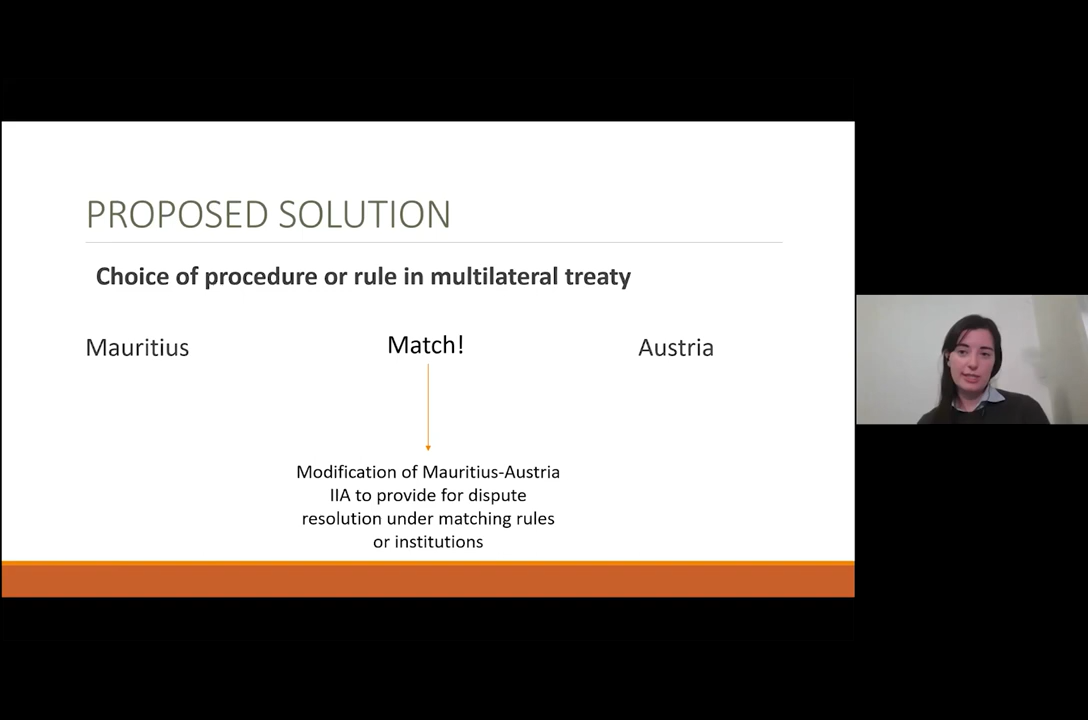 PROPOSED SOLUTION
Choice of procedure or rule in multilateral treaty
Mauritius
Match!
Austria
Modification of Mauritius-Austria
IIA to provide for dispute
resolution under matching rules
or institutions